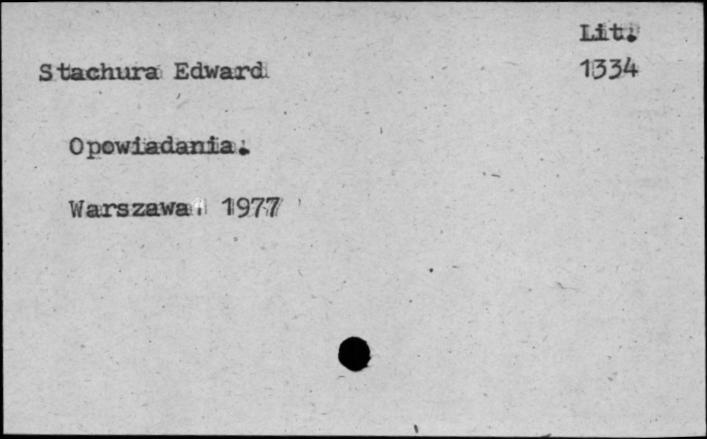 Lit.
Stachura Edward 1334
Opowiadania.
Warszawa. 1977